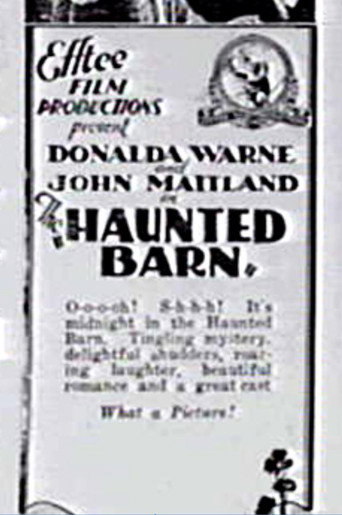 Efftee
FILM
PRODUCTIONS
present
DONALDA WARNE
and
JOHN MAITLAND
in
"The HAUNTED
BARN"
O-o-o-oh! S-h-h-h! It's
midnight in the Haunted
Barn. Tingling mystery,
delightful shudders, roar-
ing laughter, beautiful
romance and a great cast
What a Picture!